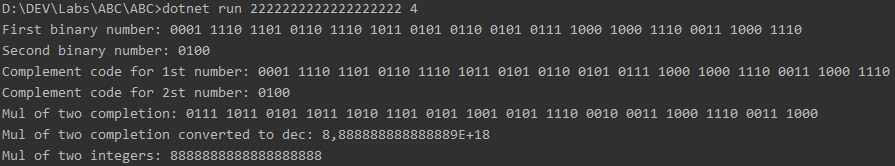 D:\DEV\Labs\ABC\ABC>dotnet run 2222222222222222222 4
First binary number: 0001 1110 1101 0110 1110 1011 0101 0110 0101 0111 1000 1000 1110 0011 1000 1110
Second binary number: 0100
Complement code for 1st number: 0001 1110 1101 0110 1110 1011 0101 0110 0101 0111 1000 1000 1110 0011 1000 1110
Complement code for 2st number: 0100
Mul of two completion: 0111 1011 0101 1011 1010 1101 0101 1001 0101 1110 0010 0011 1000 1110 0011 1000
Mul of two completion converted to dec: 8,888888888888889E+18
Mul of two integers: 8888888888888888888